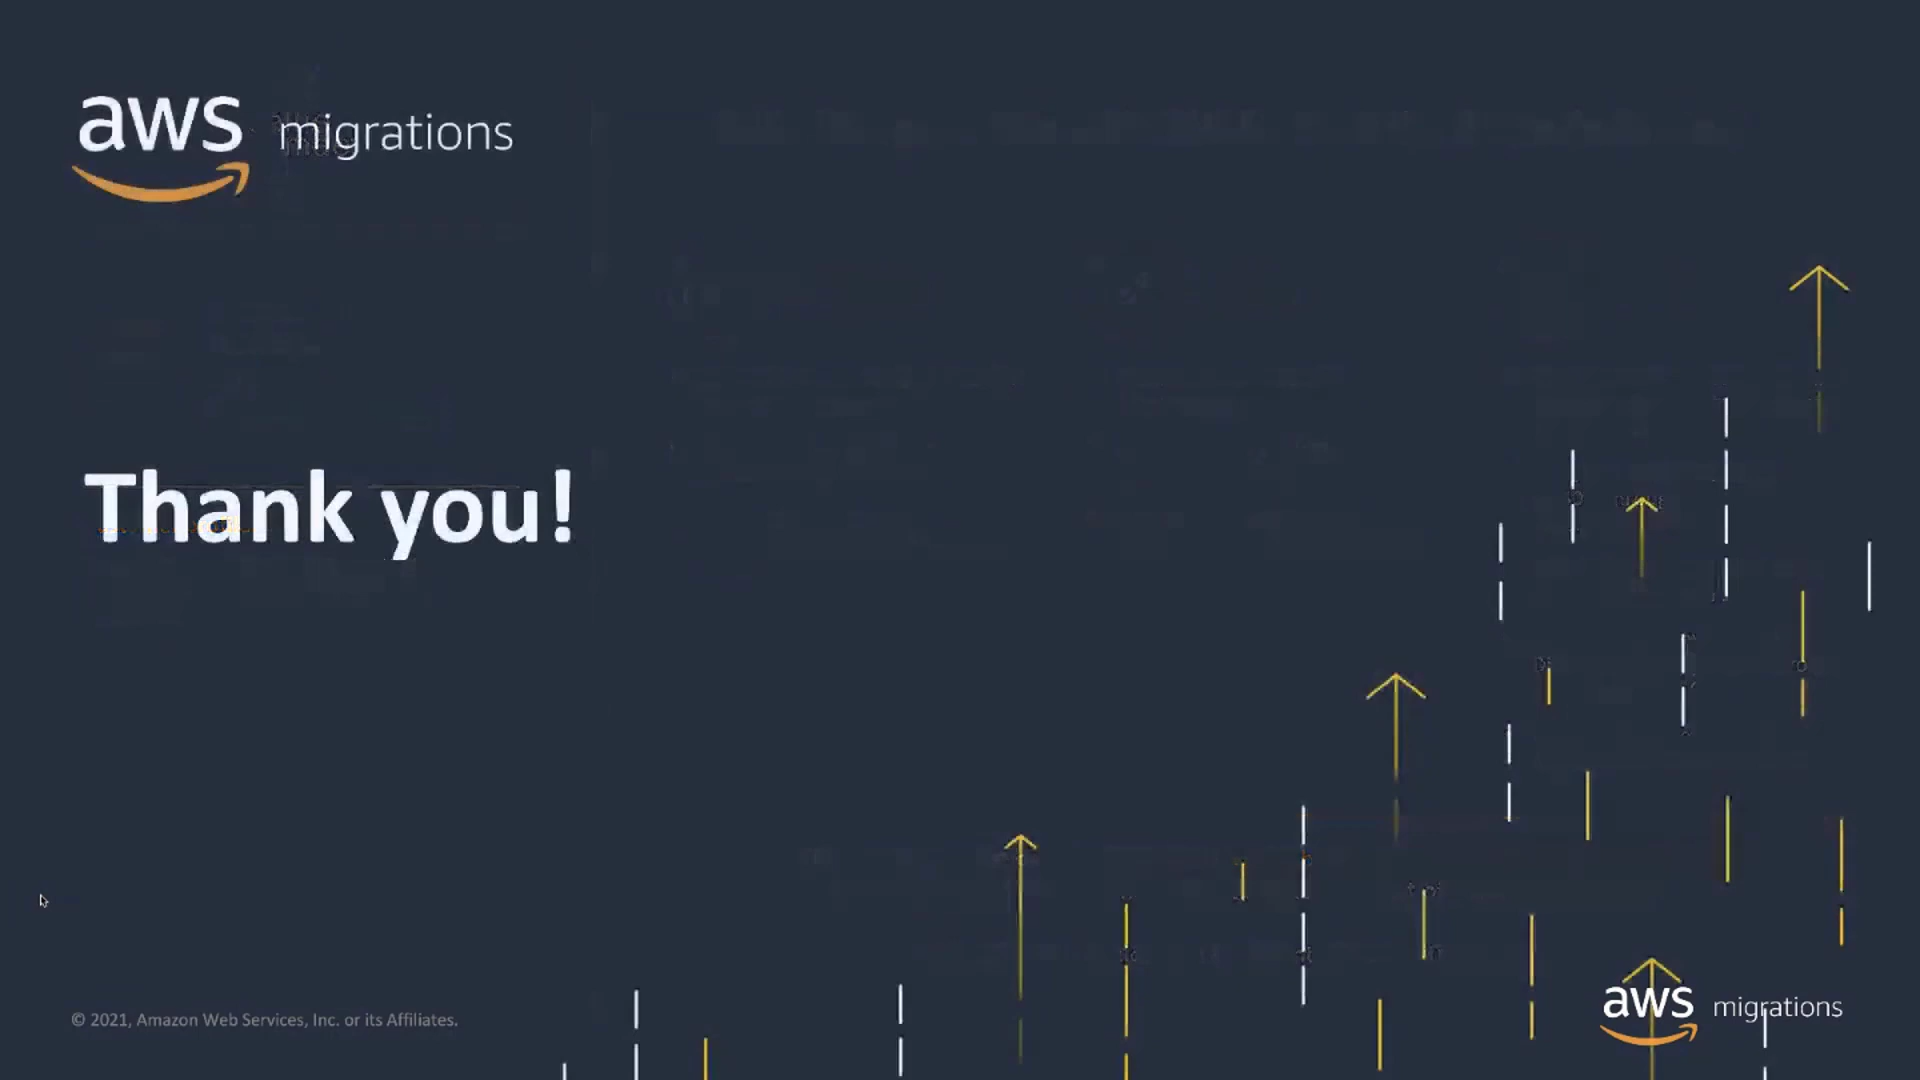 aws migrations
Thank you!
© 2021, Amazon Web Services, Inc. or its Affiliates.
aws migrations